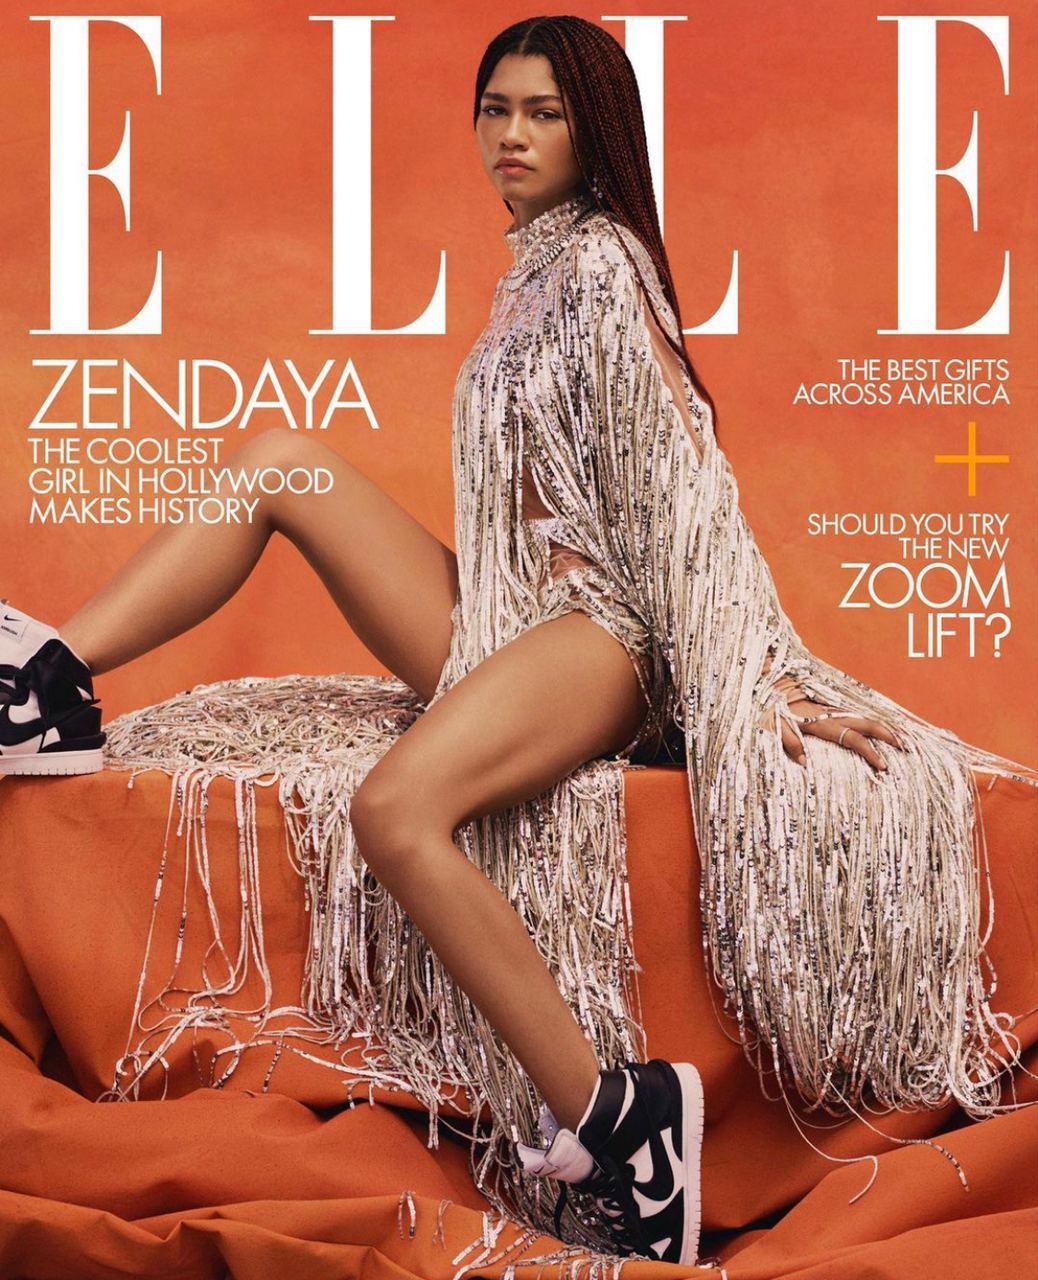 ELLE
ZENDAYA
THE COOLEST
GIRL IN HOLLYWOOD
MAKES HISTORY
THE BEST GIFTS
ACROSS AMERICA
+
SHOULD YOU TRY
THE NEW
ZOOM
LIFT?